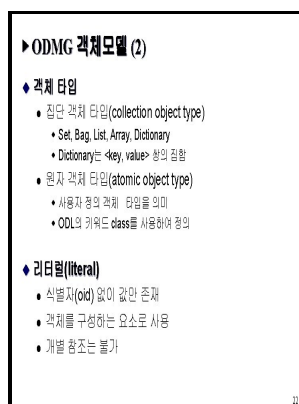 ODMG 객체모델 (2)
객체 타입
집단 객체 타입(collection object type)
Set, Bag, List, Array, Dictionary
Dictionary는 <key, value> 쌍의 집합
원자 객체 타입(atomic object type)
사용자 정의 객체 타입을 의미
ODL의 키워드 class를 사용하여 정의
리터럴(literal)
식별자(oid) 없이 값만 존재
객체를 구성하는 요소로 사용
개별 참조는 불가